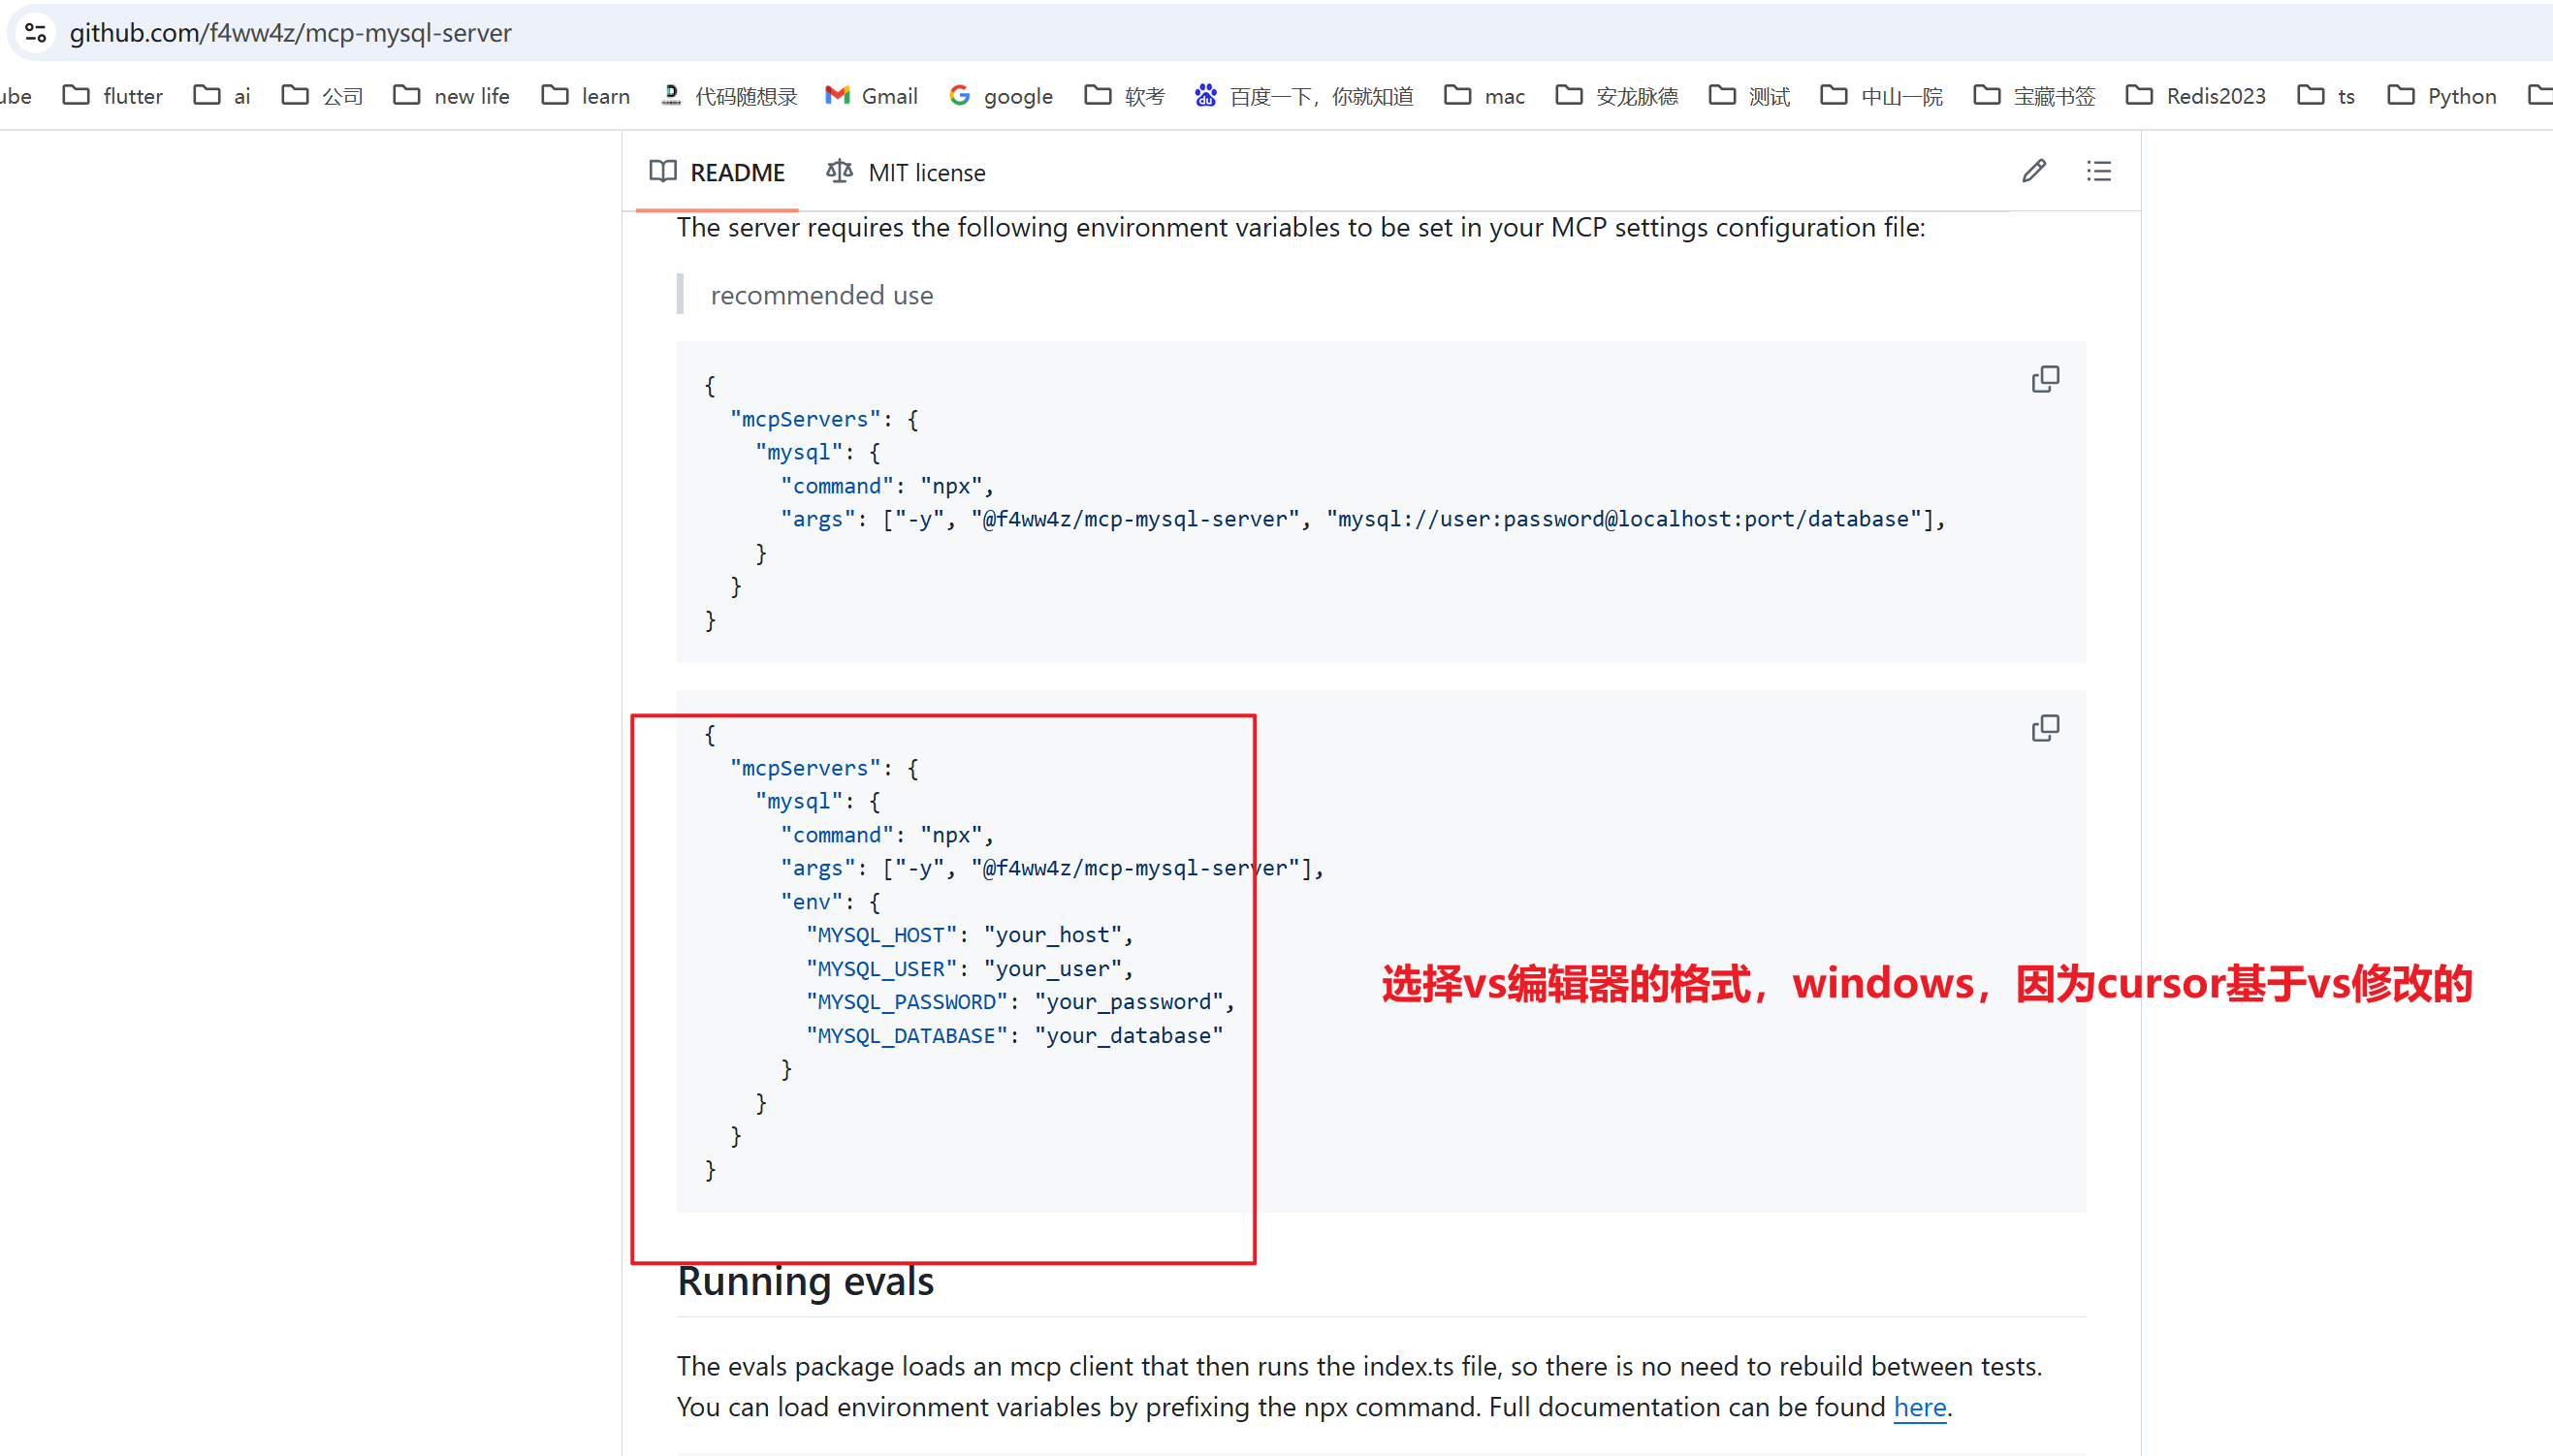 github.com/f4ww4z/mcp-mysql-server
ube flutter ai 公司 new life learn 代码随想录 Gmail google 软考 百度一下，你就知道 mac 安龙脉德 测试 中山一院 宝藏书签 Redis2023 ts Python
README MIT license
The server requires the following environment variables to be set in your MCP settings configuration file:
recommended use
{
  "mcpServers": {
    "mysql": {
      "command": "npx",
      "args": ["-y", "@f4ww4z/mcp-mysql-server", "mysql://user:password@localhost:port/database"],
    }
  }
}
{
  "mcpServers": {
    "mysql": {
      "command": "npx",
      "args": ["-y", "@f4ww4z/mcp-mysql-server"],
      "env": {
        "MYSQL_HOST": "your_host",
        "MYSQL_USER": "your_user",
        "MYSQL_PASSWORD": "your_password",
        "MYSQL_DATABASE": "your_database"
      }
    }
  }
}
选择vs编辑器的格式，windows，因为cursor基于vs修改的
Running evals
The evals package loads an mcp client that then runs the index.ts file, so there is no need to rebuild between tests.
You can load environment variables by prefixing the npx command. Full documentation can be found here.